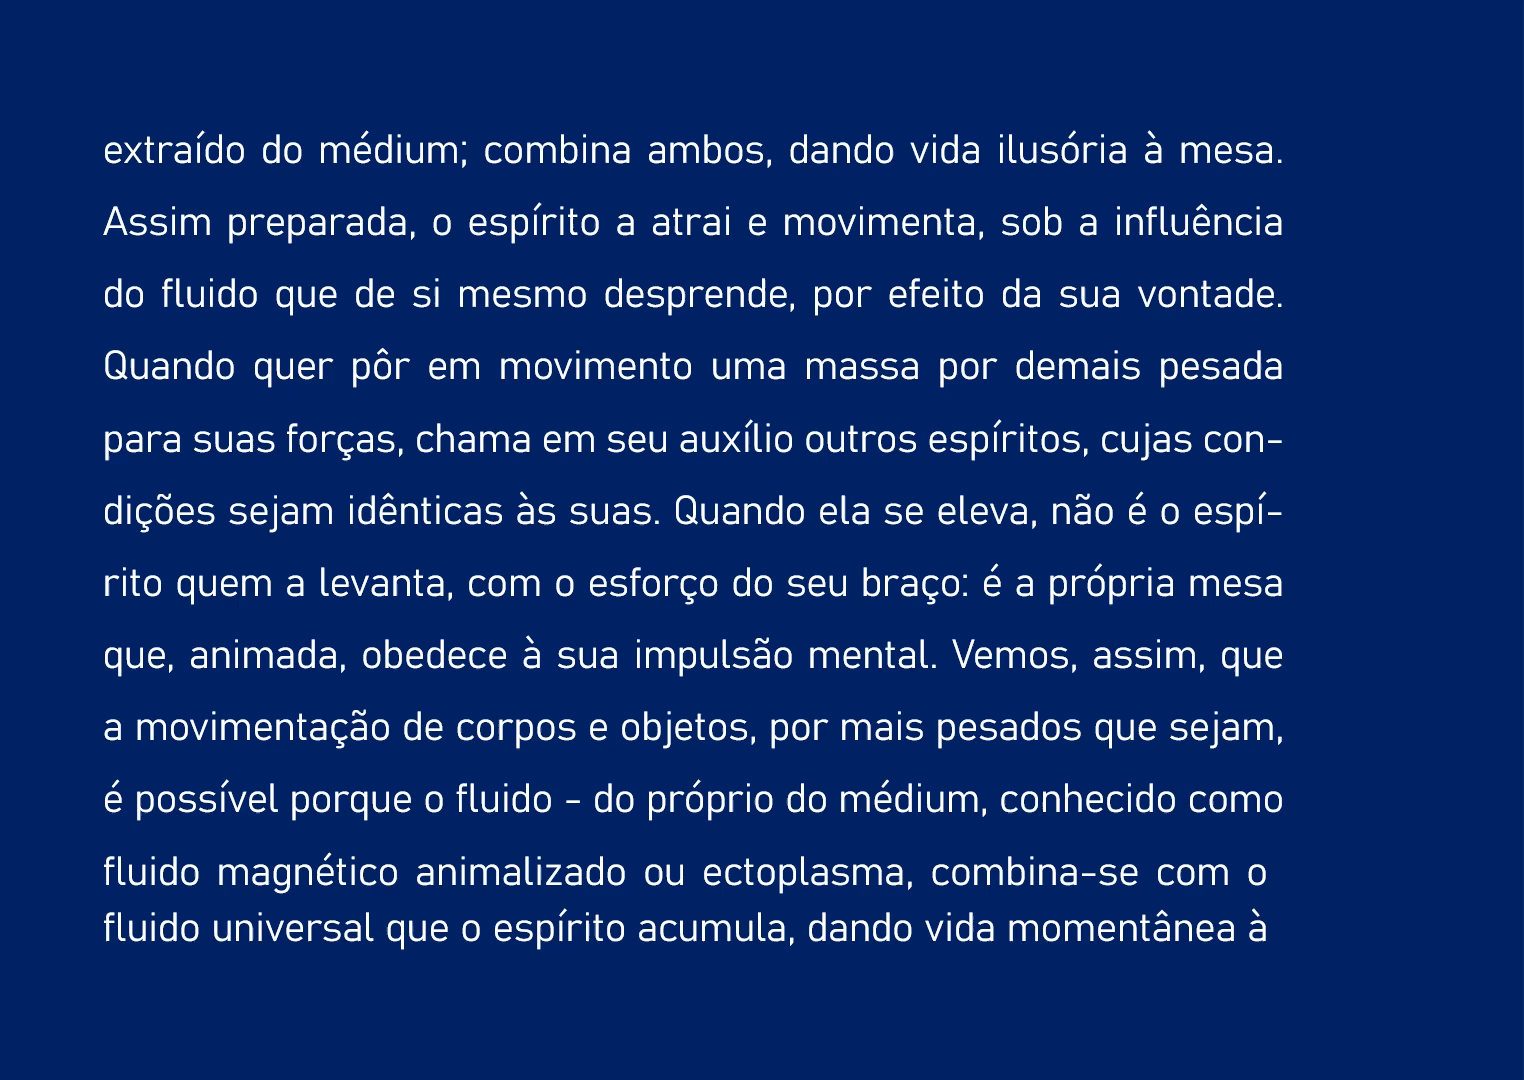 extraído do médium; combina ambos, dando vida ilusória à mesa.
Assim preparada, o espírito a atrai e movimenta, sob a influência
do fluido que de si mesmo desprende, por efeito da sua vontade.
Quando quer pôr em movimento uma massa por demais pesada
para suas forças, chama em seu auxílio outros espíritos, cujas con-
dições sejam idênticas às suas. Quando ela se eleva, não é o espí-
rito quem a levanta, com o esforço do seu braço: é a própria mesa
que, animada, obedece à sua impulsão mental. Vemos, assim, que
a movimentação de corpos e objetos, por mais pesados que sejam,
é possível porque o fluido - do próprio do médium, conhecido como
fluido magnético animalizado ou ectoplasma, combina-se com o
fluido universal que o espírito acumula, dando vida momentânea à